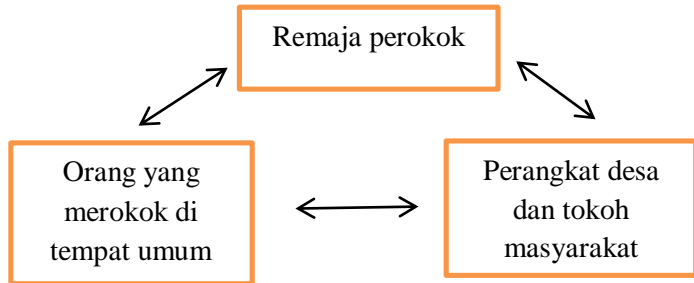 Remaja perokok
Orang yang
merokok di
tempat umum
Perangkat desa
dan tokoh
masyarakat